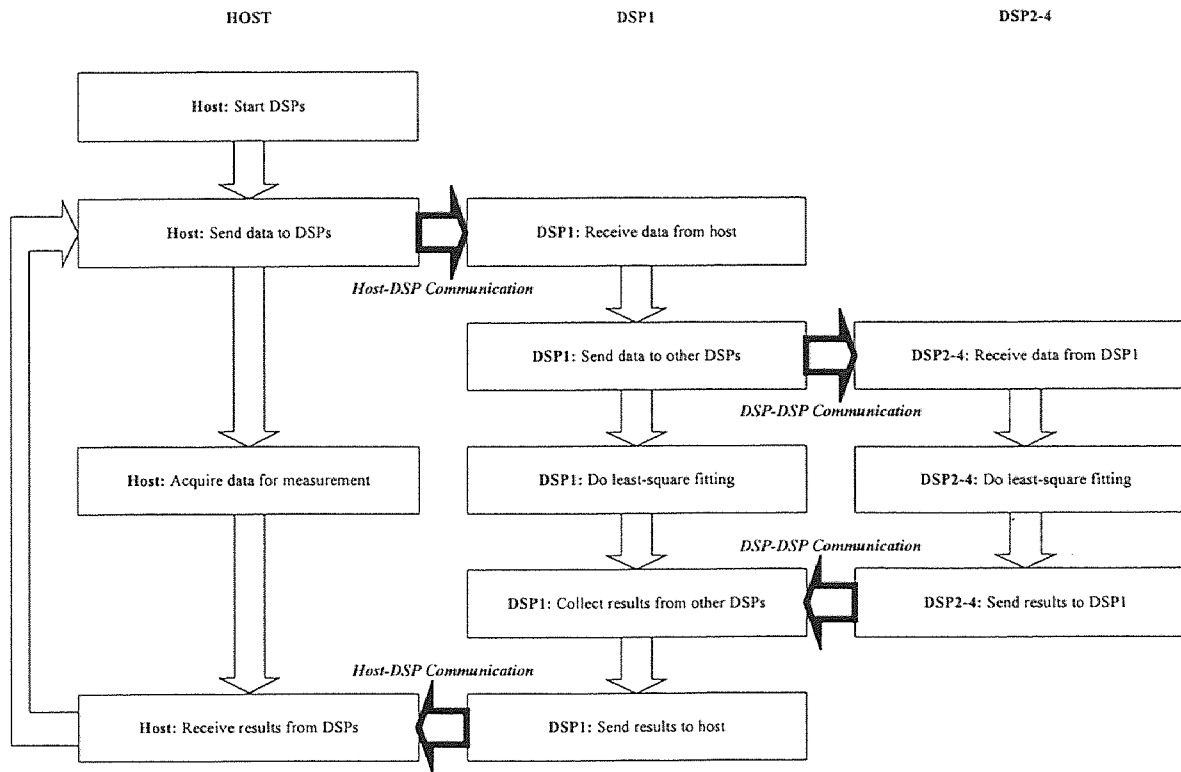 HOST DSP1 DSP2-4
Host: Start DSPs
Host: Send data to DSPs
DSP1: Receive data from host
Host-DSP Communication
DSP1: Send data to other DSPs
DSP2-4: Receive data from DSP1
DSP-DSP Communication
Host: Acquire data for measurement
DSP1: Do least-square fitting
DSP2-4: Do least-square fitting
DSP-DSP Communication
DSP1: Collect results from other DSPs
DSP2-4: Send results to DSP1
Host-DSP Communication
Host: Receive results from DSPs
DSP1: Send results to host